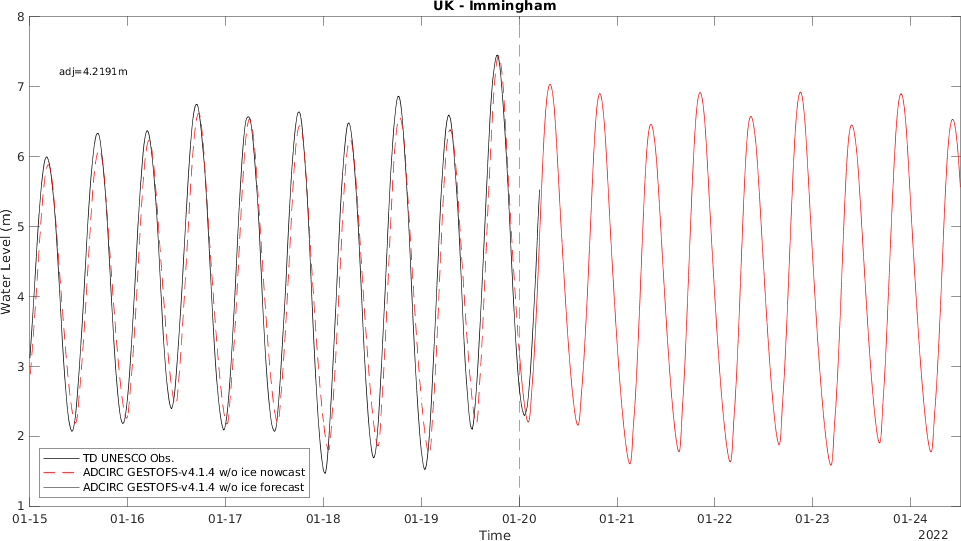 UK - Immingham
8
7
6
5
4
3
2
1
Water Level (m)
adj=4.2191m
TD UNESCO Obs.
ADCIRC GESTOFS-v4.1.4 w/o ice nowcast
ADCIRC GESTOFS-v4.1.4 w/o ice forecast
01-15 01-16 01-17 01-18 01-19 01-20 01-21 01-22 01-23 01-24
Time
2022